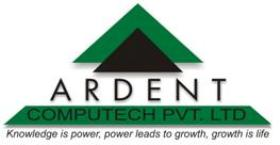 ARDENT
COMPUTECH PVT. LTD
Knowledge is power, power leads to growth, growth is life